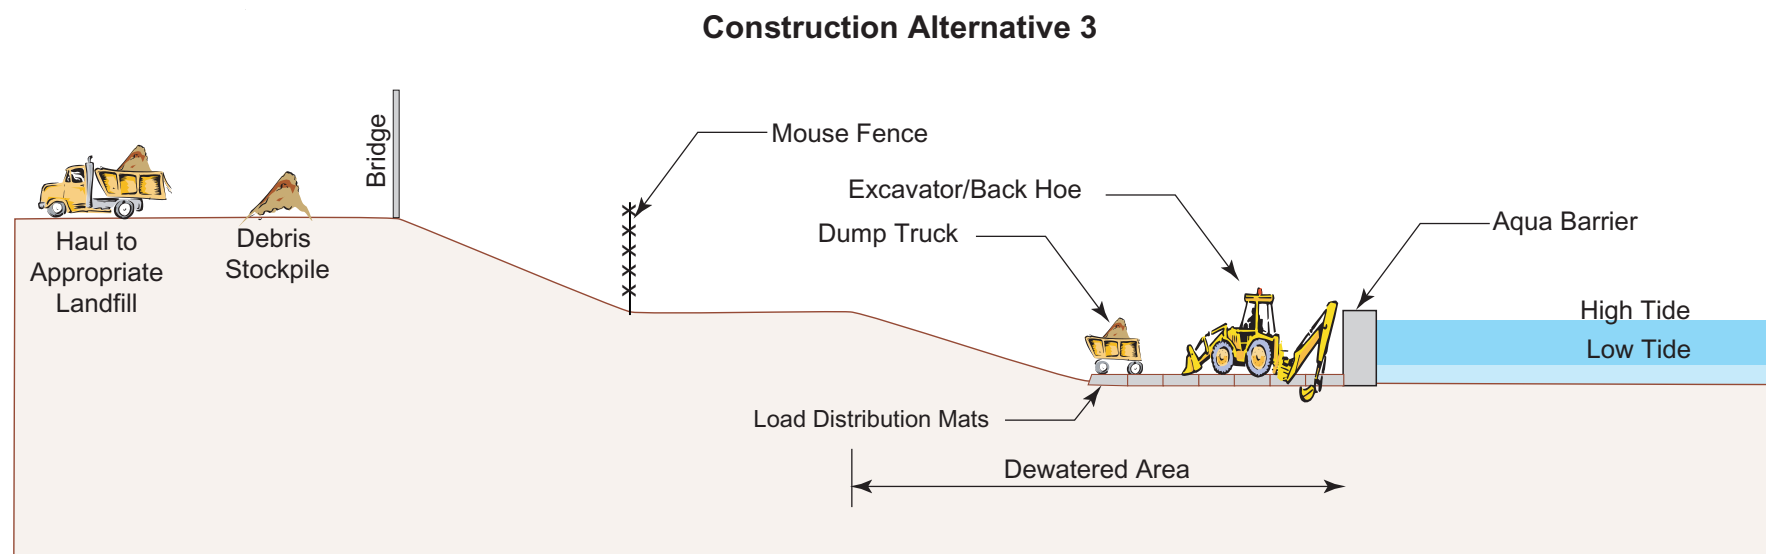 Construction Alternative 3
Bridge
Mouse Fence
Excavator/Back Hoe
Dump Truck
Aqua Barrier
Haul to
Appropriate
Landfill
Debris
Stockpile
High Tide
Low Tide
Load Distribution Mats
Dewatered Area